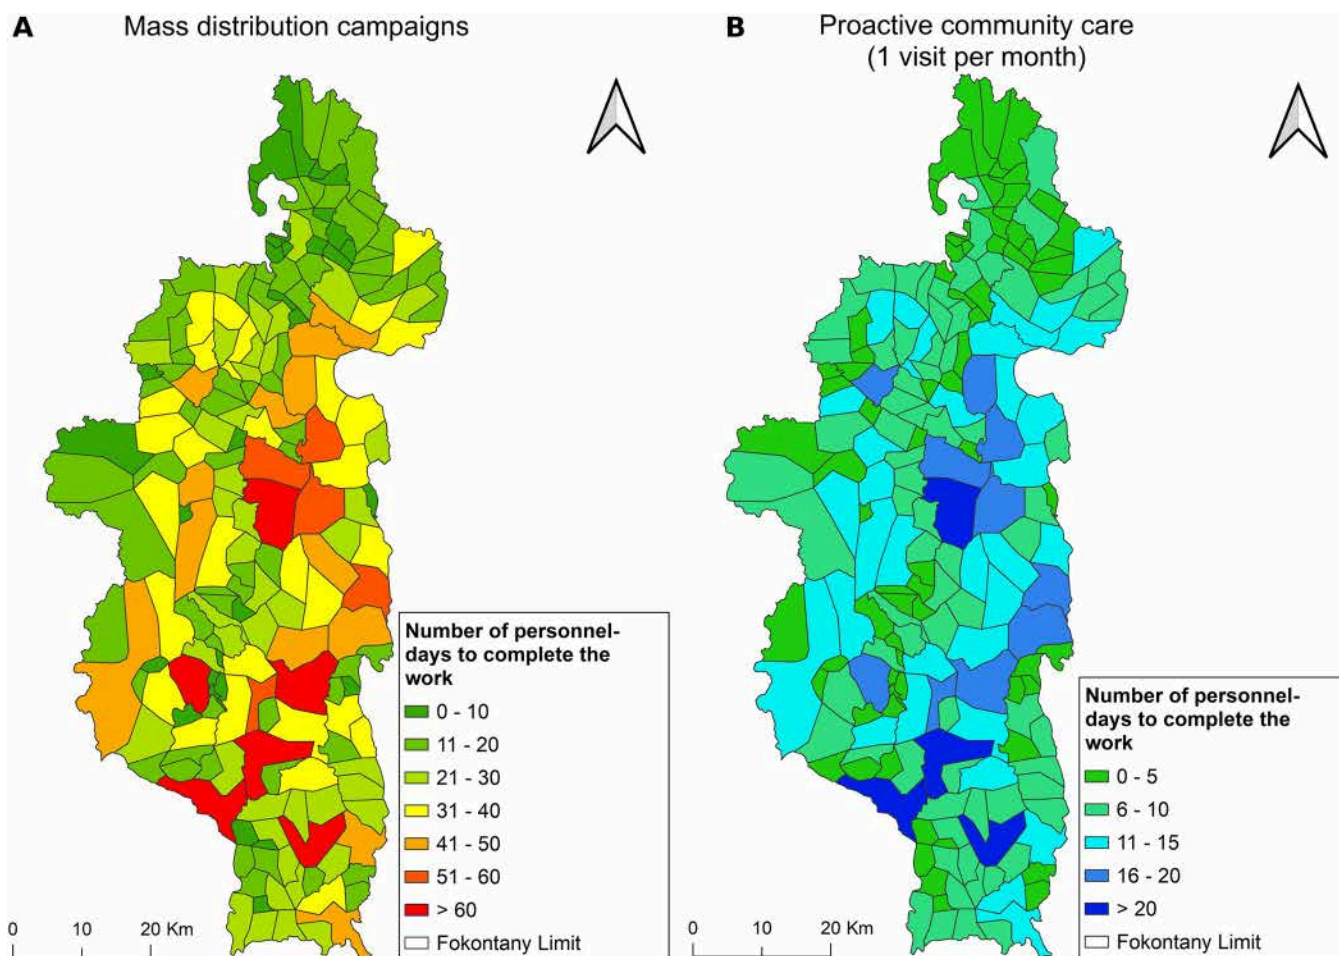 A
Mass distribution campaigns
B
Proactive community care
(1 visit per month)
Number of personnel-
days to complete the
work
0 - 10
11 - 20
21 - 30
31 - 40
41 - 50
51 - 60
> 60
Fokontany Limit
0 10 20 Km
Number of personnel-
days to complete the
work
0 - 5
6 - 10
11 - 15
16 - 20
> 20
Fokontany Limit
0 10 20 Km